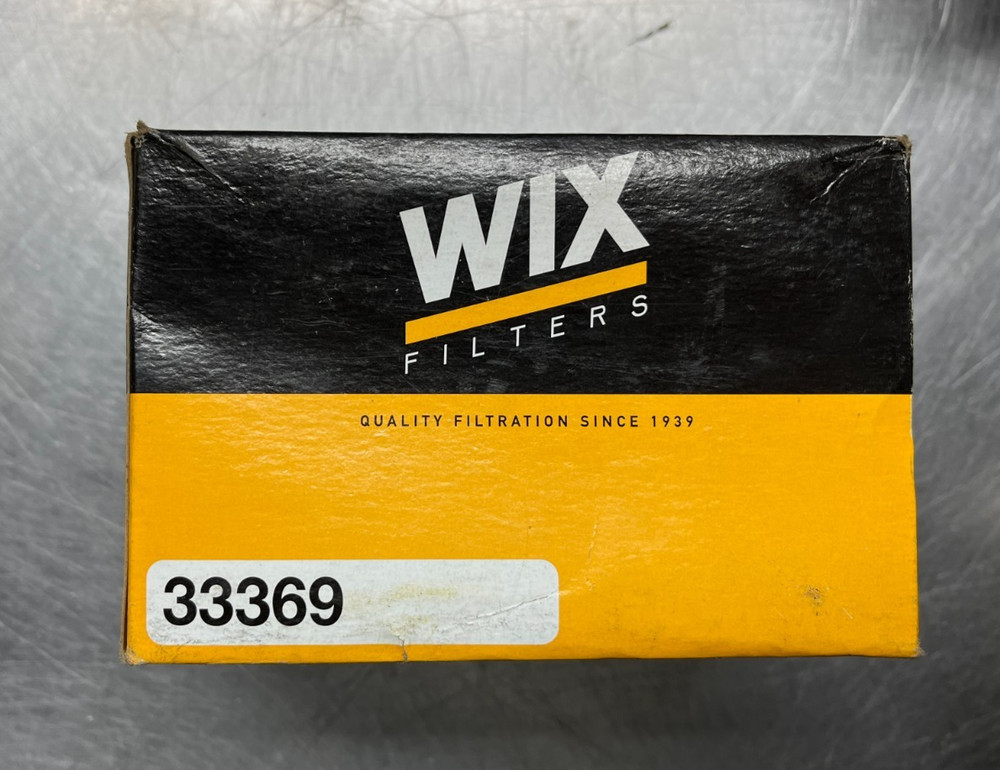 WIX
FILTERS
QUALITY FILTRATION SINCE 1939
33369